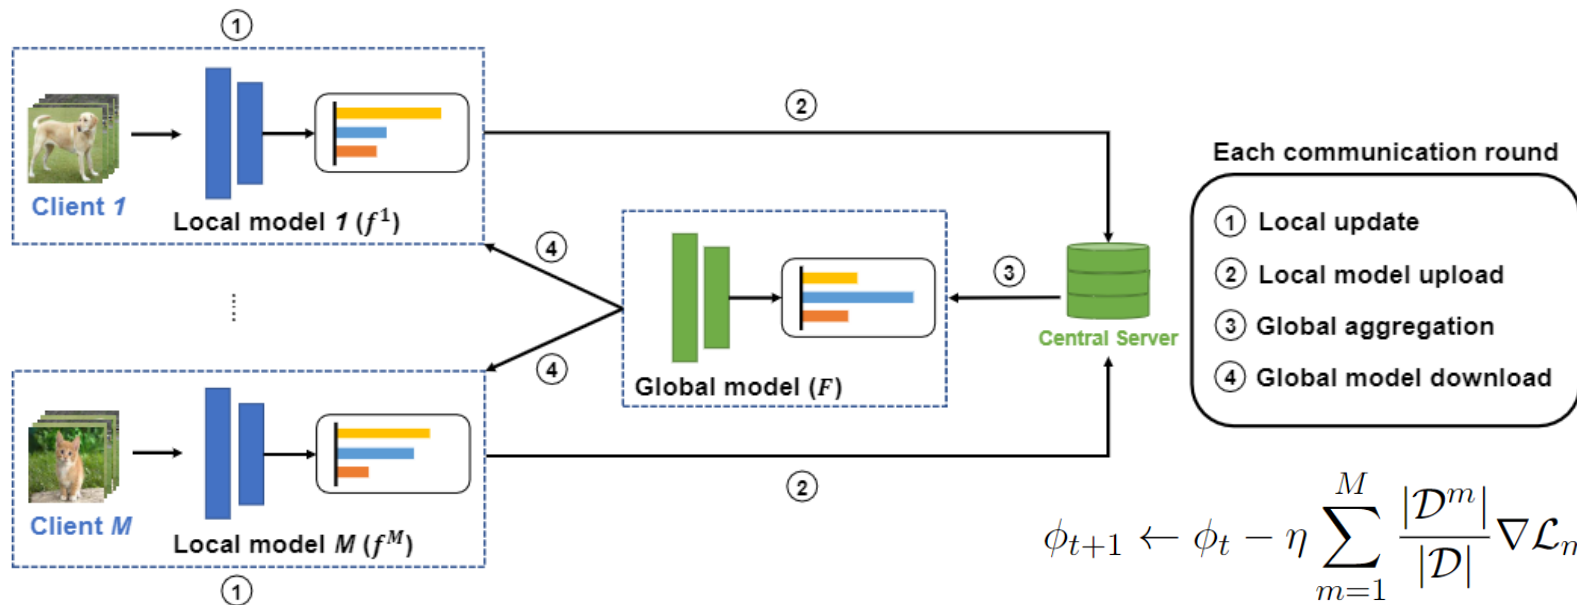 ①
Client 1
Local model 1 (f¹)
②
Each communication round
① Local update
② Local model upload
③ Global aggregation
④ Global model download
④
③
Central Server
Global model (F)
④
Client M
Local model M (f^M)
②
①
ϕ_{t+1} ← ϕ_t − η ∑_{m=1}^{M} |𝒟^m| / |𝒟| ∇ℒ_m